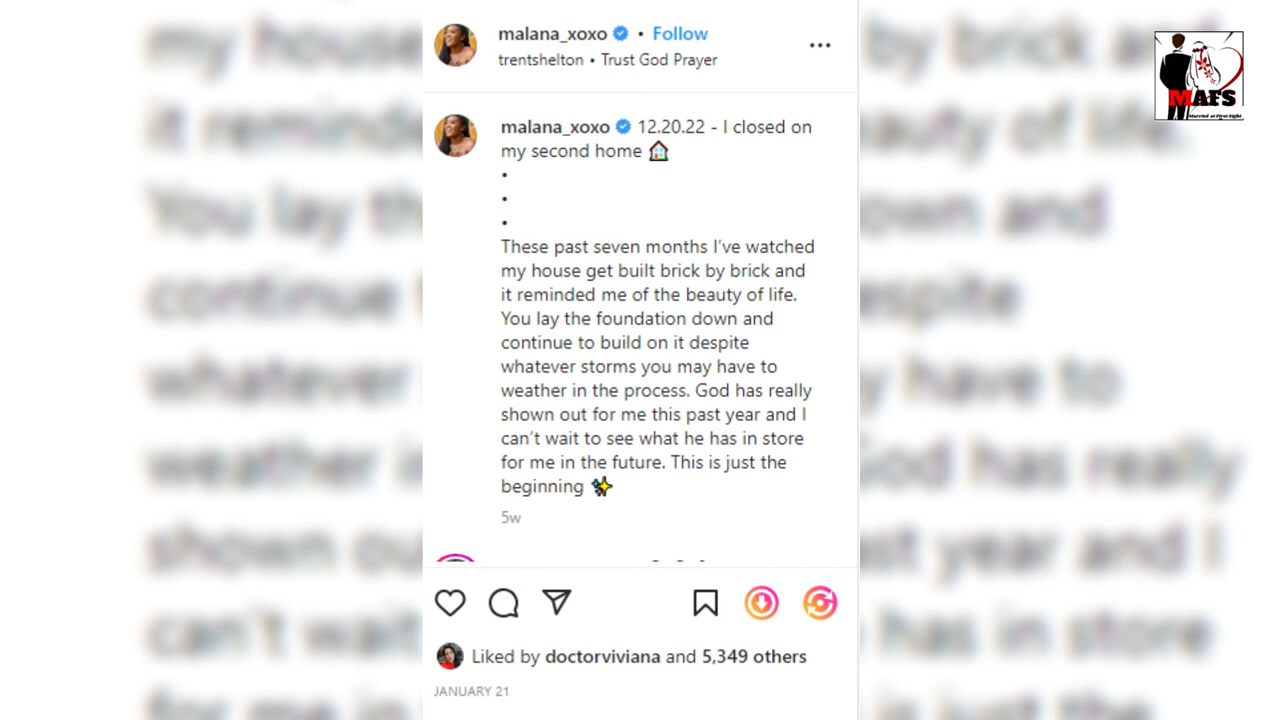 malana_xoxo • Follow
trentshelton • Trust God Prayer
malana_xoxo 12.20.22 - I closed on
my second home 🏠
•
•
•
These past seven months I've watched
my house get built brick by brick and
it reminded me of the beauty of life.
You lay the foundation down and
continue to build on it despite
whatever storms you may have to
weather in the process. God has really
shown out for me this past year and I
can't wait to see what he has in store
for me in the future. This is just the
beginning ✨
5w
Liked by doctorviviana and 5,349 others
JANUARY 21
MAFS
Married at First Sight